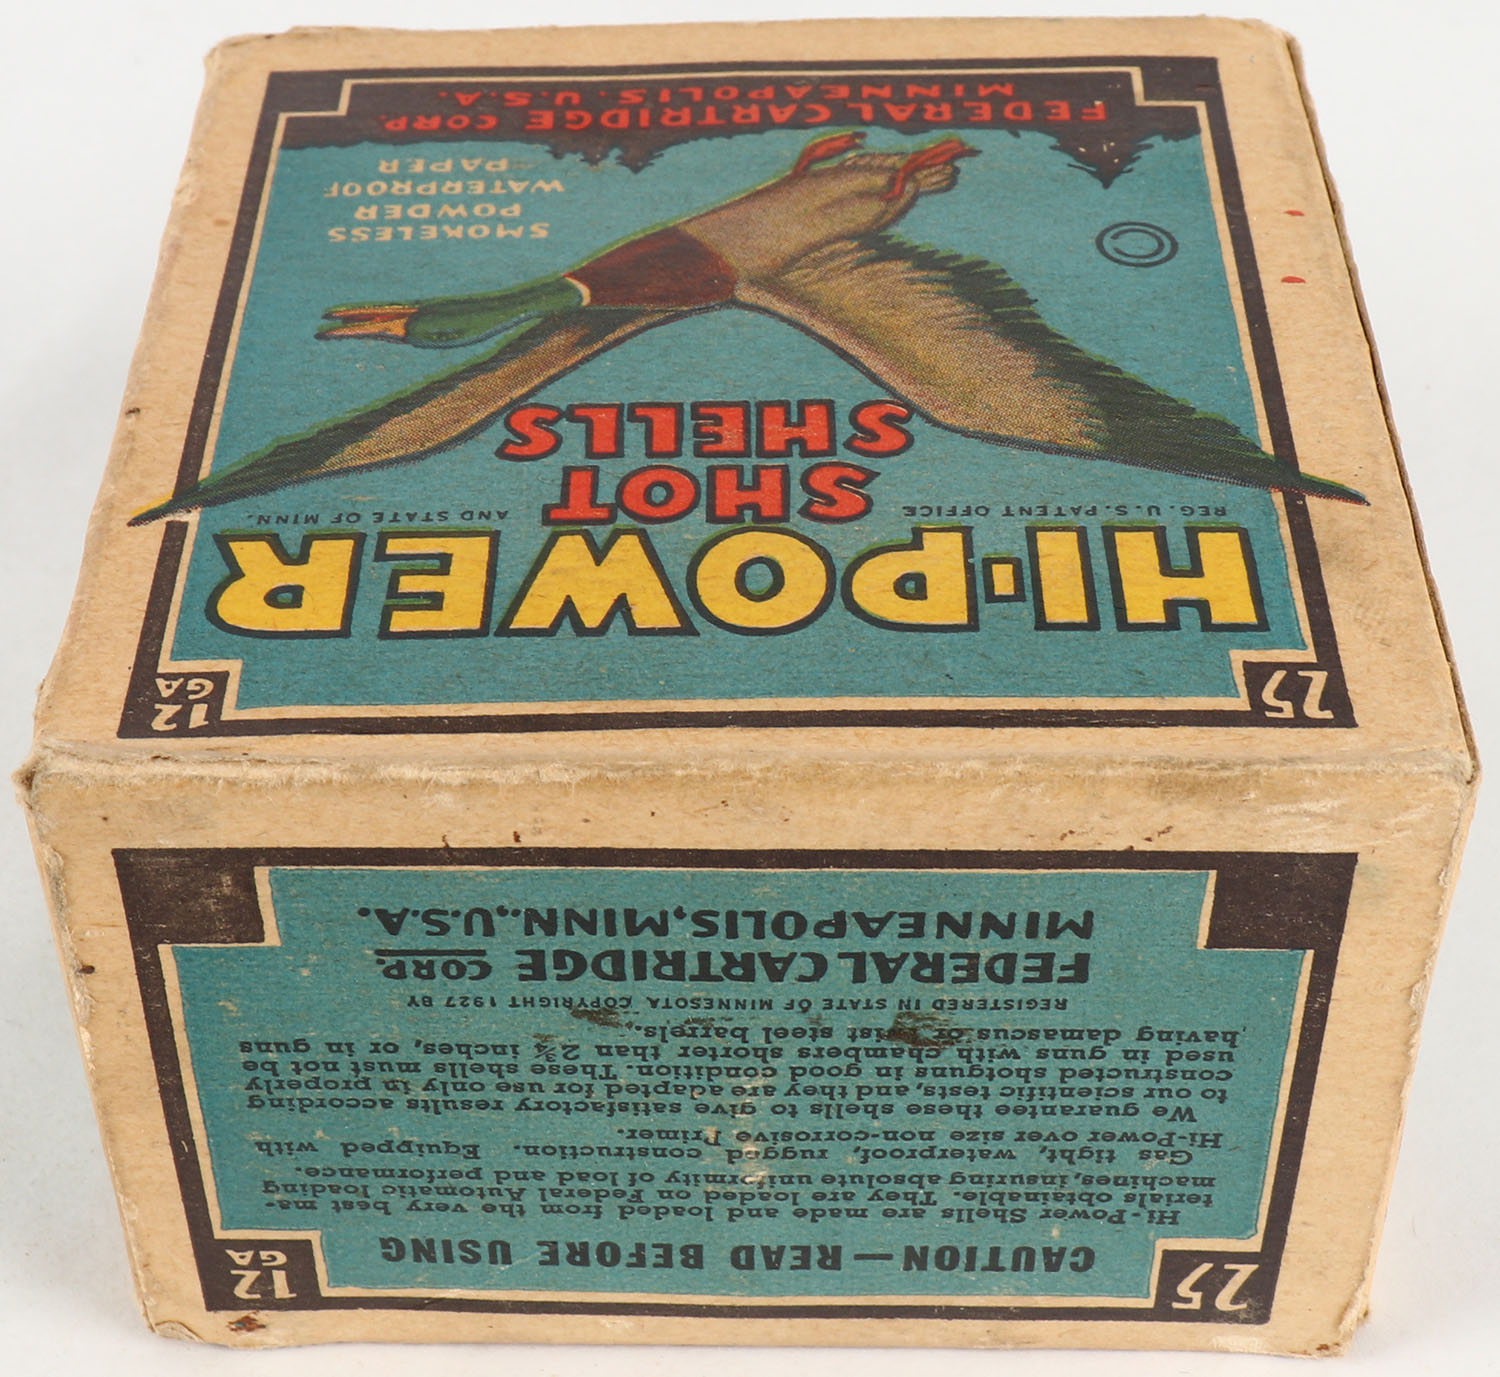 25
12
GA
HI-POWER
REG. U.S. PATENT OFFICE
AND STATE OF MINN.
SHOT
SHELLS
SMOKELESS
POWDER
WATERPROOF
PAPER
FEDERAL CARTRIDGE CORP.
MINNEAPOLIS, U.S.A.
25
12
GA
CAUTION—READ BEFORE USING
Hi-Power Shells are made and loaded from the very best ma-
terials obtainable. They are loaded on Federal Automatic loading
machines, insuring absolute uniformity of load and performance.
Gas tight, waterproof, rugged construction. Equipped with
Hi-Power over size non-corrosive Primer.
We guarantee these shells to give satisfactory results according
to our scientific tests, and they are adapted for use only in properly
constructed shotguns in good condition. These shells must not be
used in guns with chambers shorter than 2¾ inches, or in guns
having damascus or twist steel barrels.
REGISTERED IN STATE OF MINNESOTA COPYRIGHT 1927 BY
FEDERAL CARTRIDGE CORP.
MINNEAPOLIS, MINN., U.S.A.